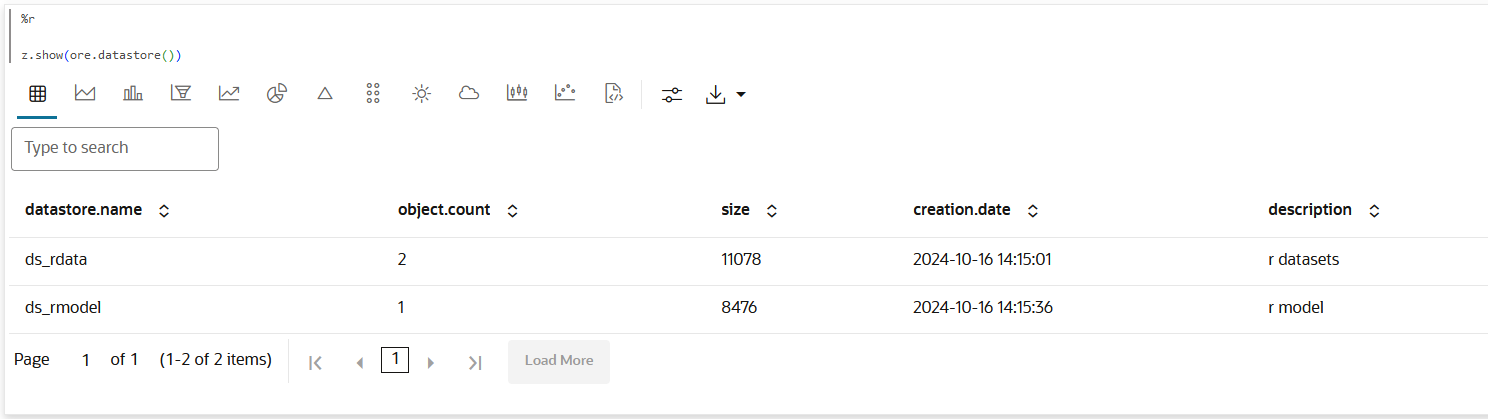 %r
z.show(ore.datastore())
Type to search
datastore.name object.count size creation.date description
ds_rdata 2 11078 2024-10-16 14:15:01 r datasets
ds_rmodel 1 8476 2024-10-16 14:15:36 r model
Page 1 of 1 (1-2 of 2 items) 1 Load More